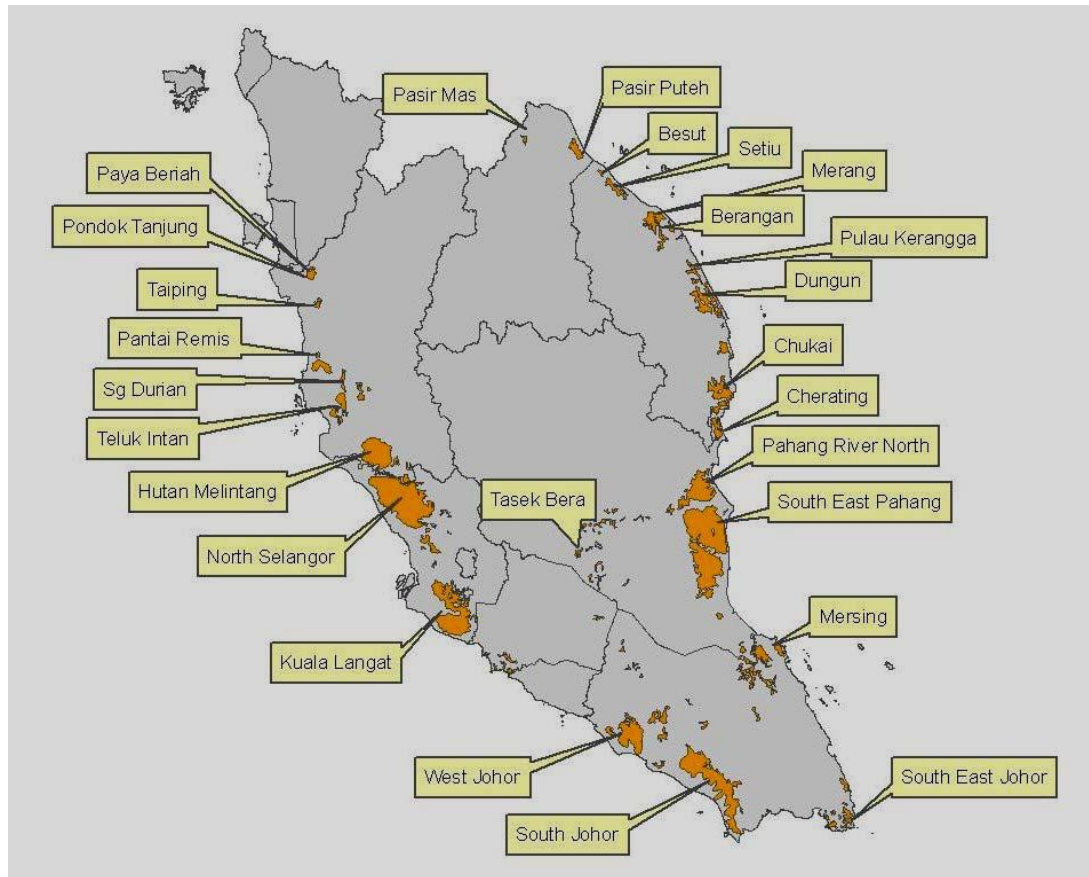 Pasir Mas
Pasir Puteh
Besut
Setiu
Merang
Berangan
Pulau Kerangga
Dungun
Paya Beriah
Pondok Tanjung
Taiping
Pantai Remis
Sg Durian
Teluk Intan
Hutan Melintang
North Selangor
Kuala Langat
Chukai
Cherating
Pahang River North
Tasek Bera
South East Pahang
Mersing
West Johor
South Johor
South East Johor